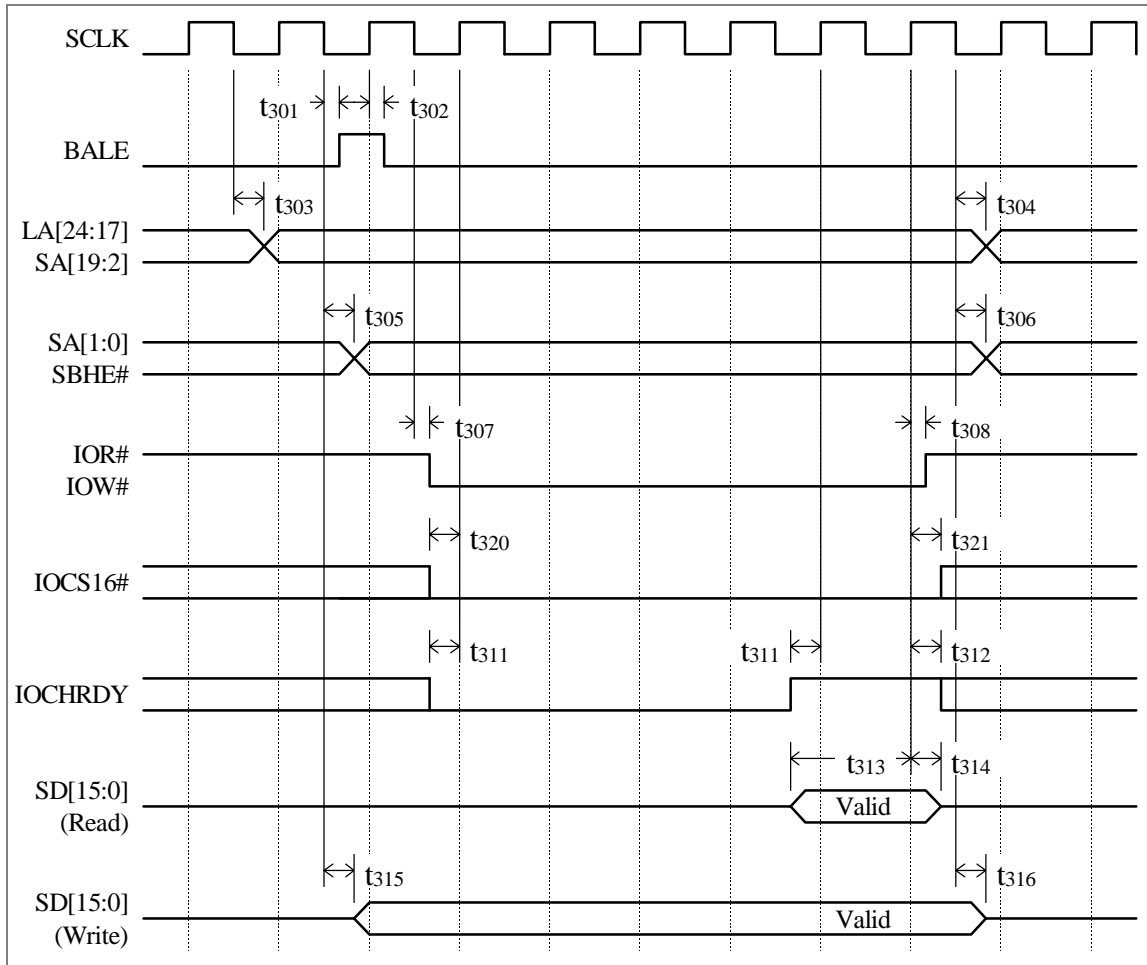 SCLK
t301 t302
BALE
t303 t304
LA[24:17]
SA[19:2]
t305 t306
SA[1:0]
SBHE#
t307 t308
IOR#
IOW#
t320 t321
IOCS16#
t311 t311 t312
IOCHRDY
t313 t314
SD[15:0] Valid
(Read)
t315 t316
SD[15:0] Valid
(Write)